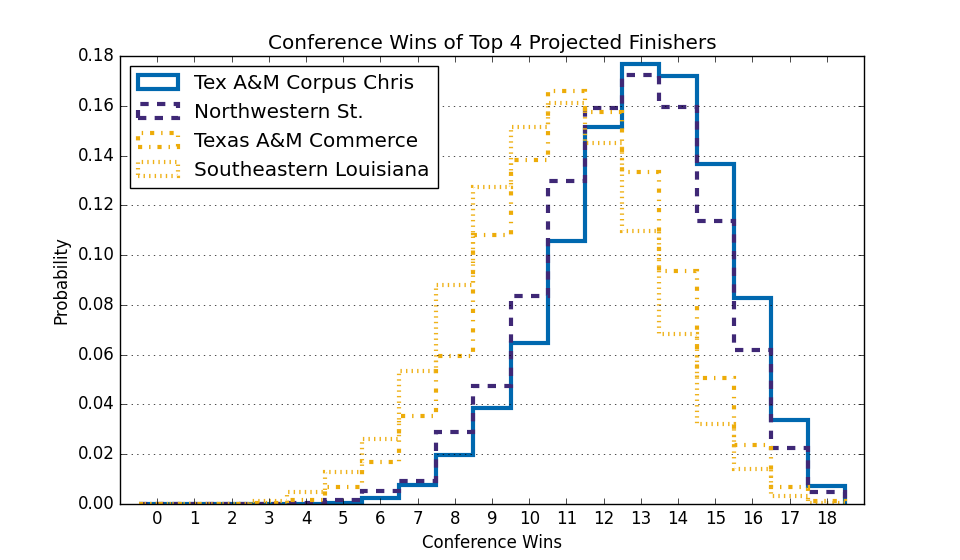 Conference Wins of Top 4 Projected Finishers
0.18
0.16
0.14
0.12
0.10
0.08
0.06
0.04
0.02
0.00
Probability
Tex A&M Corpus Chris
Northwestern St.
Texas A&M Commerce
Southeastern Louisiana
0 1 2 3 4 5 6 7 8 9 10 11 12 13 14 15 16 17 18
Conference Wins